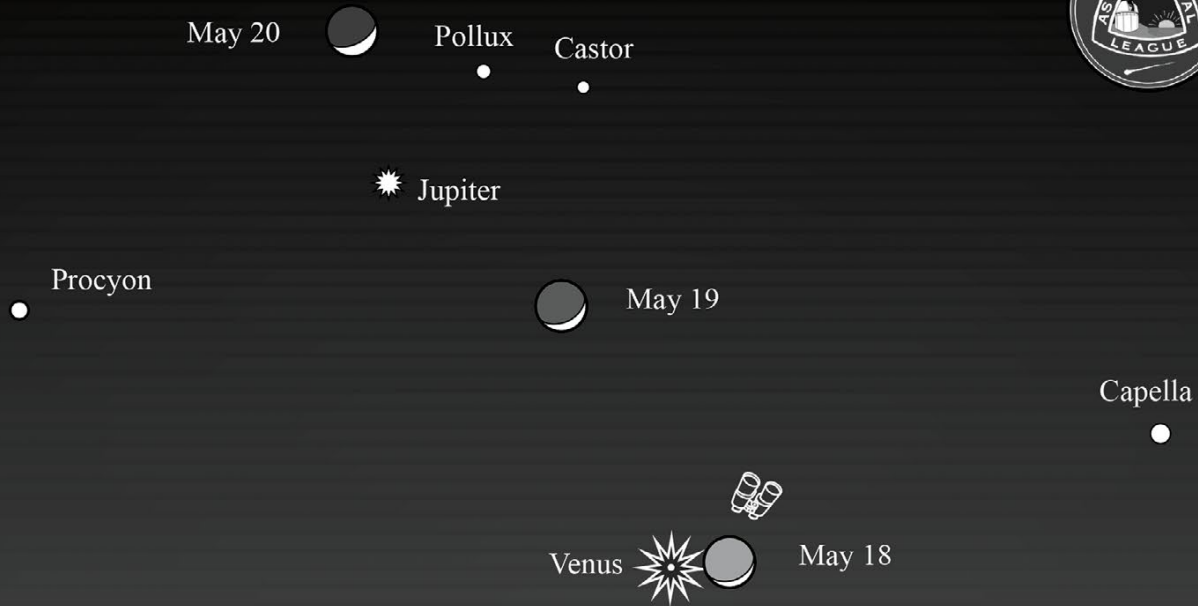 May 20
Pollux
Castor
Jupiter
Procyon
May 19
Capella
Venus
May 18
LEAGUE